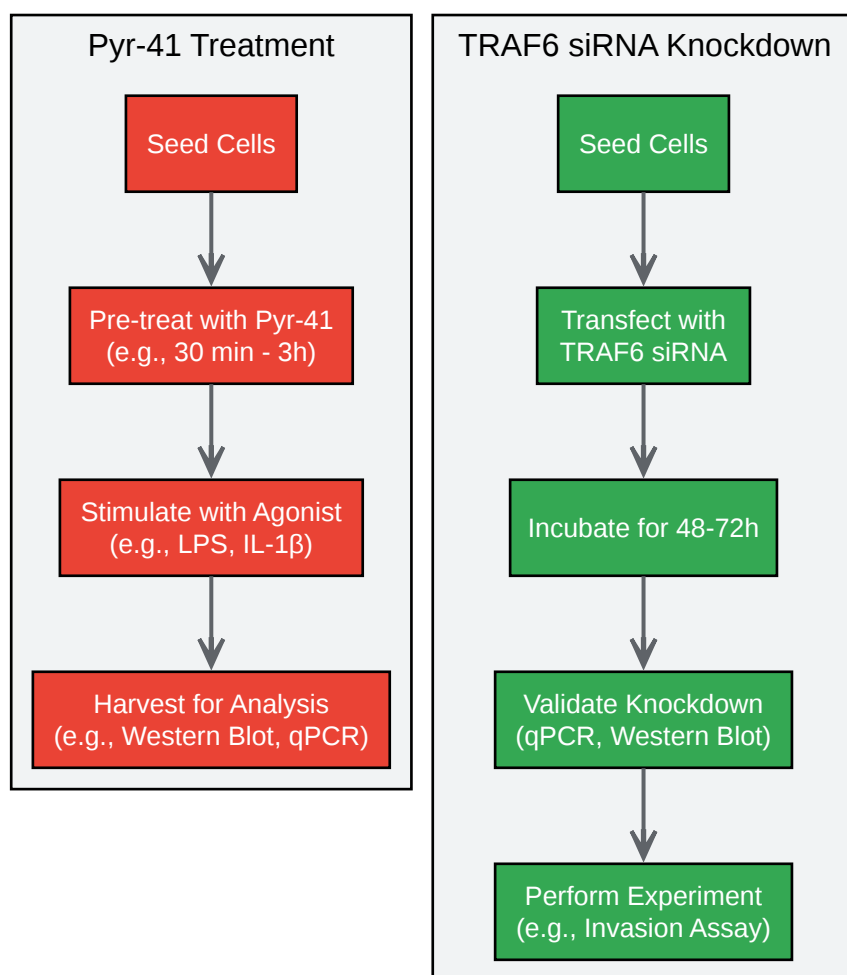 Pyr-41 Treatment
Seed Cells
Pre-treat with Pyr-41
(e.g., 30 min - 3h)
Stimulate with Agonist
(e.g., LPS, IL-1β)
Harvest for Analysis
(e.g., Western Blot, qPCR)
TRAF6 siRNA Knockdown
Seed Cells
Transfect with
TRAF6 siRNA
Incubate for 48-72h
Validate Knockdown
(qPCR, Western Blot)
Perform Experiment
(e.g., Invasion Assay)